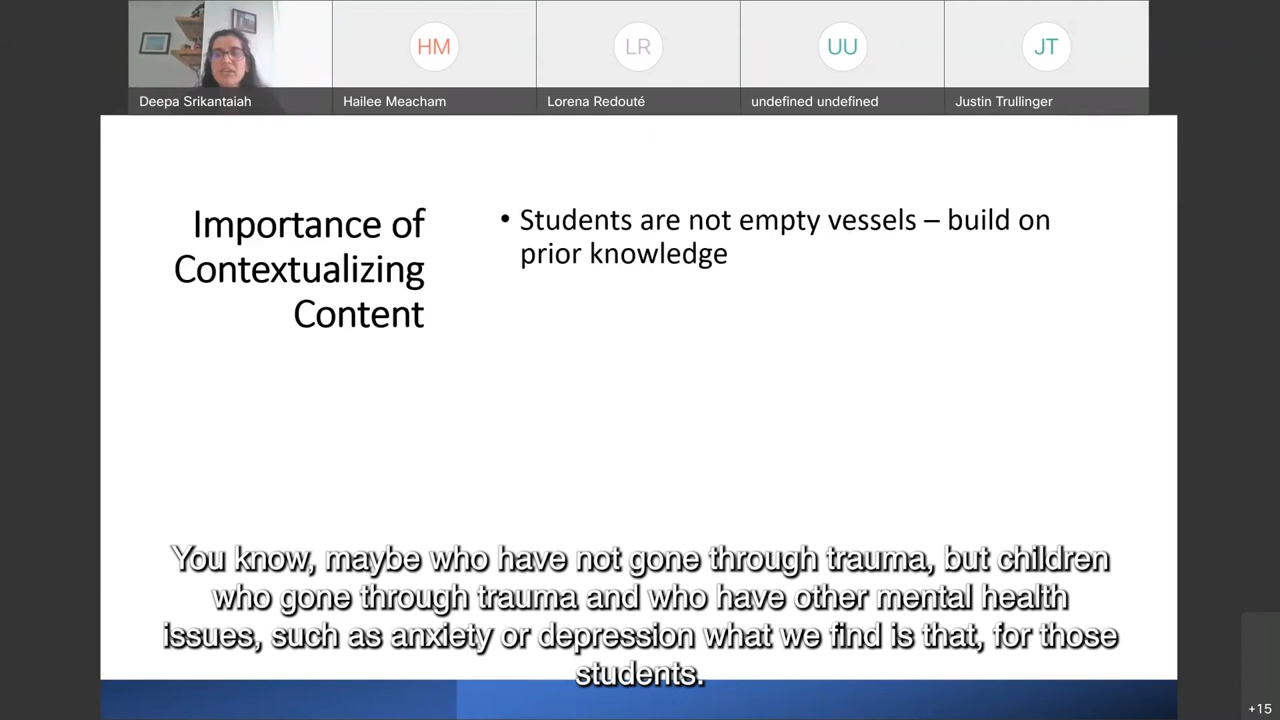 HM
LR
UU
JT
Deepa Srikantaiah
Hailee Meacham
Lorena Redouté
undefined undefined
Justin Trullinger
Importance of
Contextualizing
Content
• Students are not empty vessels – build on
prior knowledge
You know, maybe who have not gone through trauma, but children
who gone through trauma and who have other mental health
issues, such as anxiety or depression what we find is that, for those
students.
+15